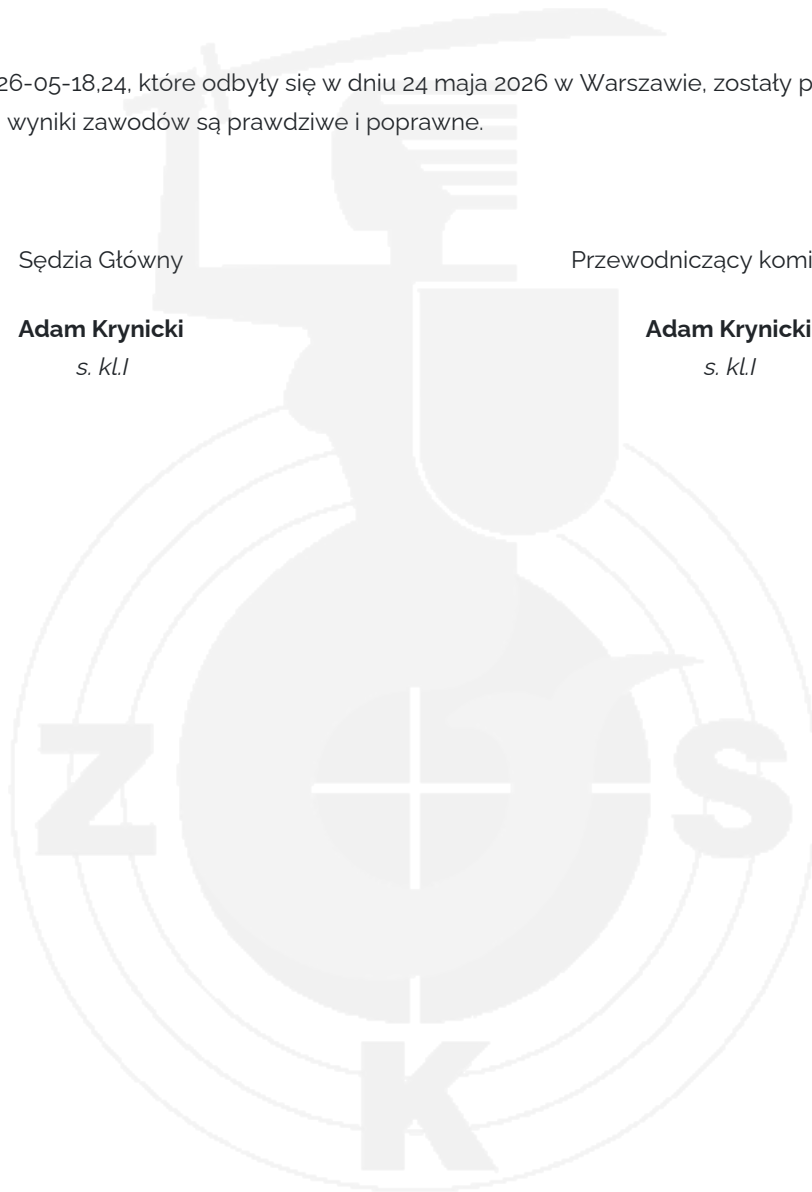 26-05-18,24, które odbyły się w dniu 24 maja 2026 w Warszawie, zostały p
wyniki zawodów są prawdziwe i poprawne.
Sędzia Główny Przewodniczący komi
Adam Krynicki Adam Krynicki
s. kl.I s. kl.I
Z S
K